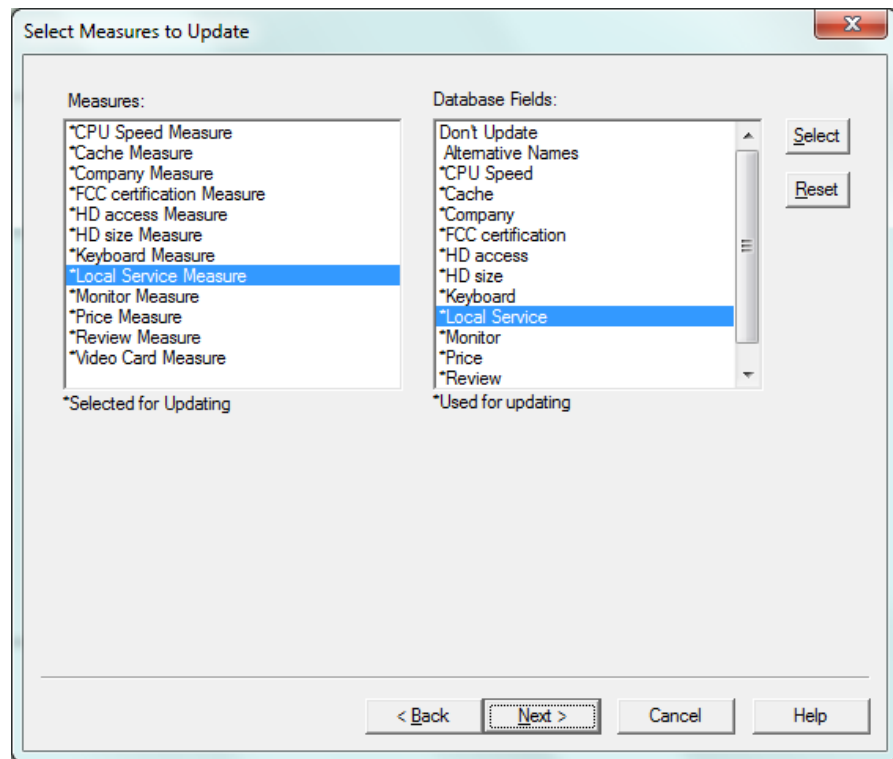 Select Measures to Update
Measures:
*CPU Speed Measure
*Cache Measure
*Company Measure
*FCC certification Measure
*HD access Measure
*HD size Measure
*Keyboard Measure
*Local Service Measure
*Monitor Measure
*Price Measure
*Review Measure
*Video Card Measure
*Selected for Updating
Database Fields:
Don't Update
Alternative Names
*CPU Speed
*Cache
*Company
*FCC certification
*HD access
*HD size
*Keyboard
*Local Service
*Monitor
*Price
*Review
*Used for updating
Select
Reset
< Back
Next >
Cancel
Help